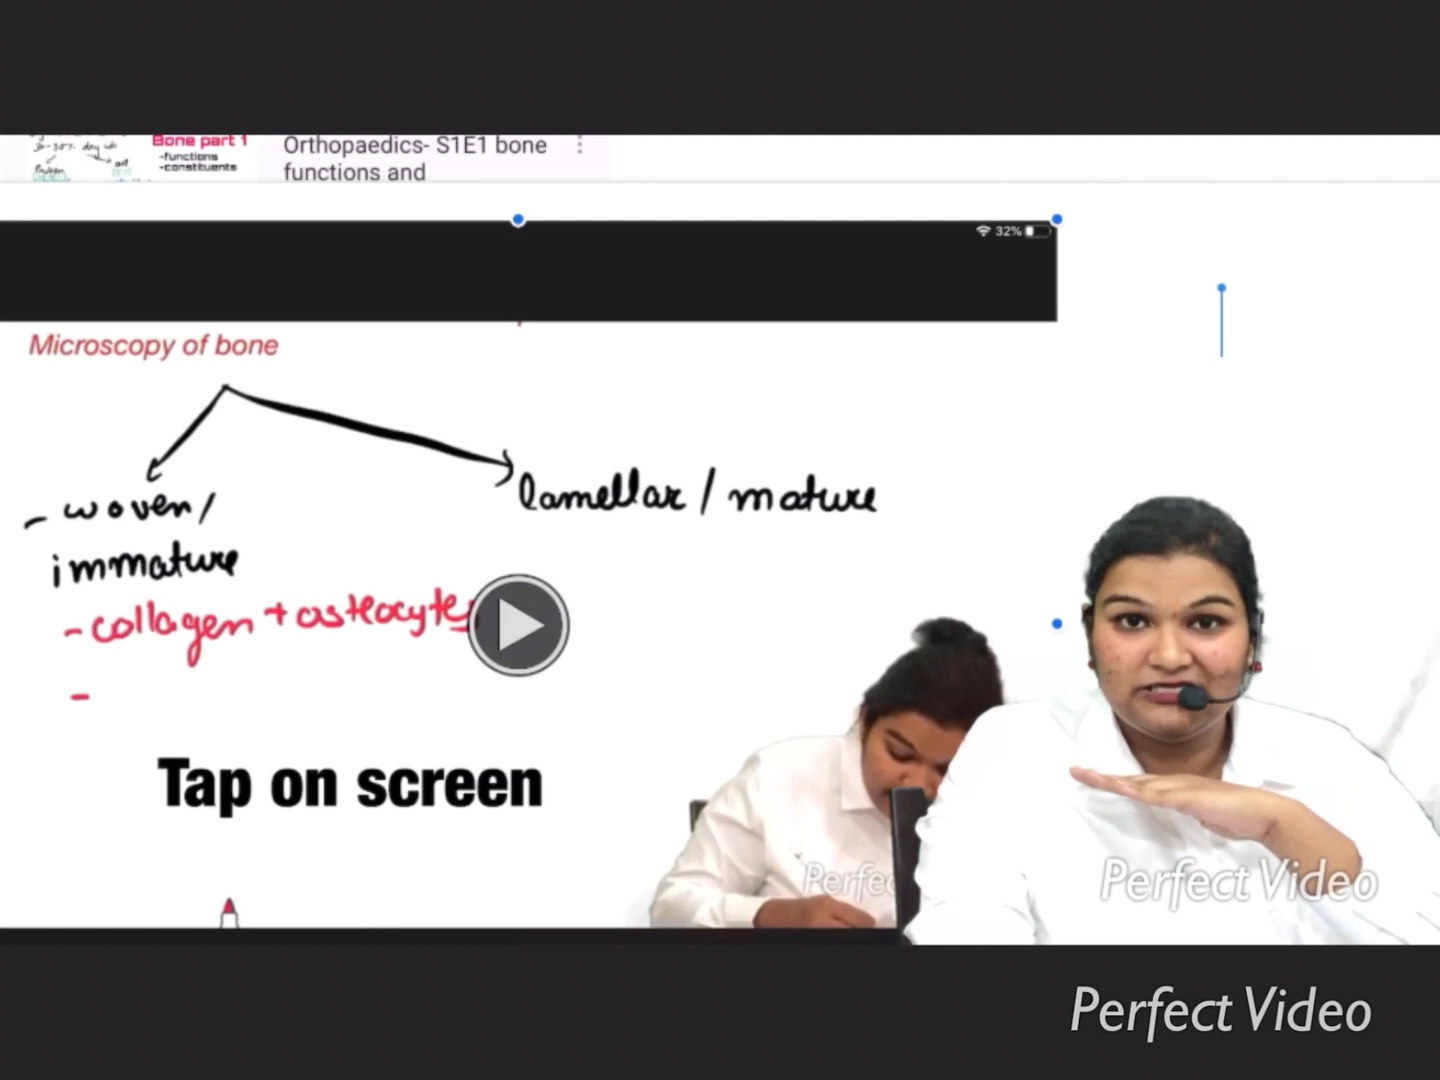 Bone part 1
-functions
-constituents
Orthopaedics- S1E1 bone
functions and
32%
Microscopy of bone
- woven/
immature
- collagen + osteocytes
-
lamellar / mature
Tap on screen
Perfect Video
Perfect Video